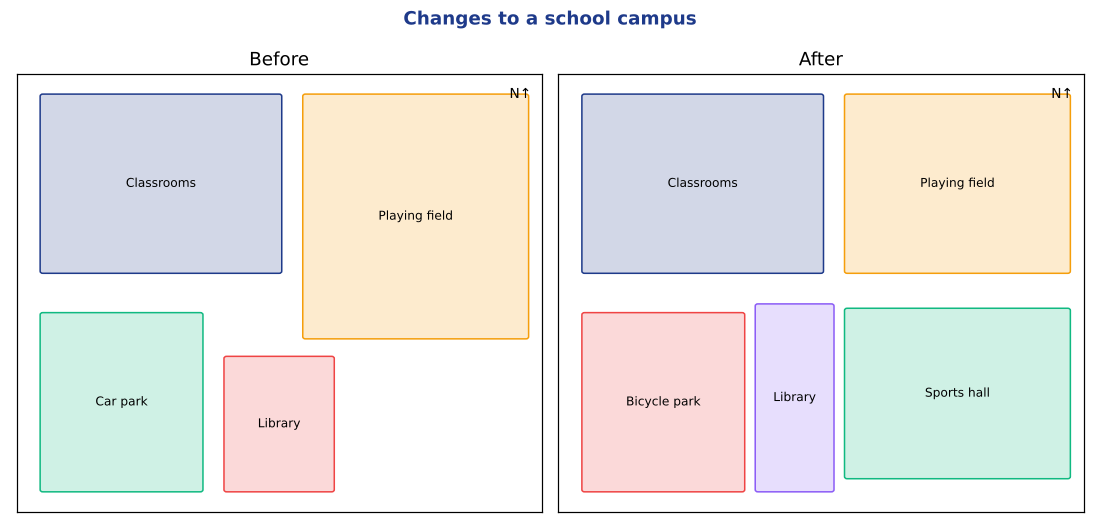 Changes to a school campus
Before
After
N↑
Classrooms
Playing field
Car park
Library
N↑
Classrooms
Playing field
Bicycle park
Library
Sports hall